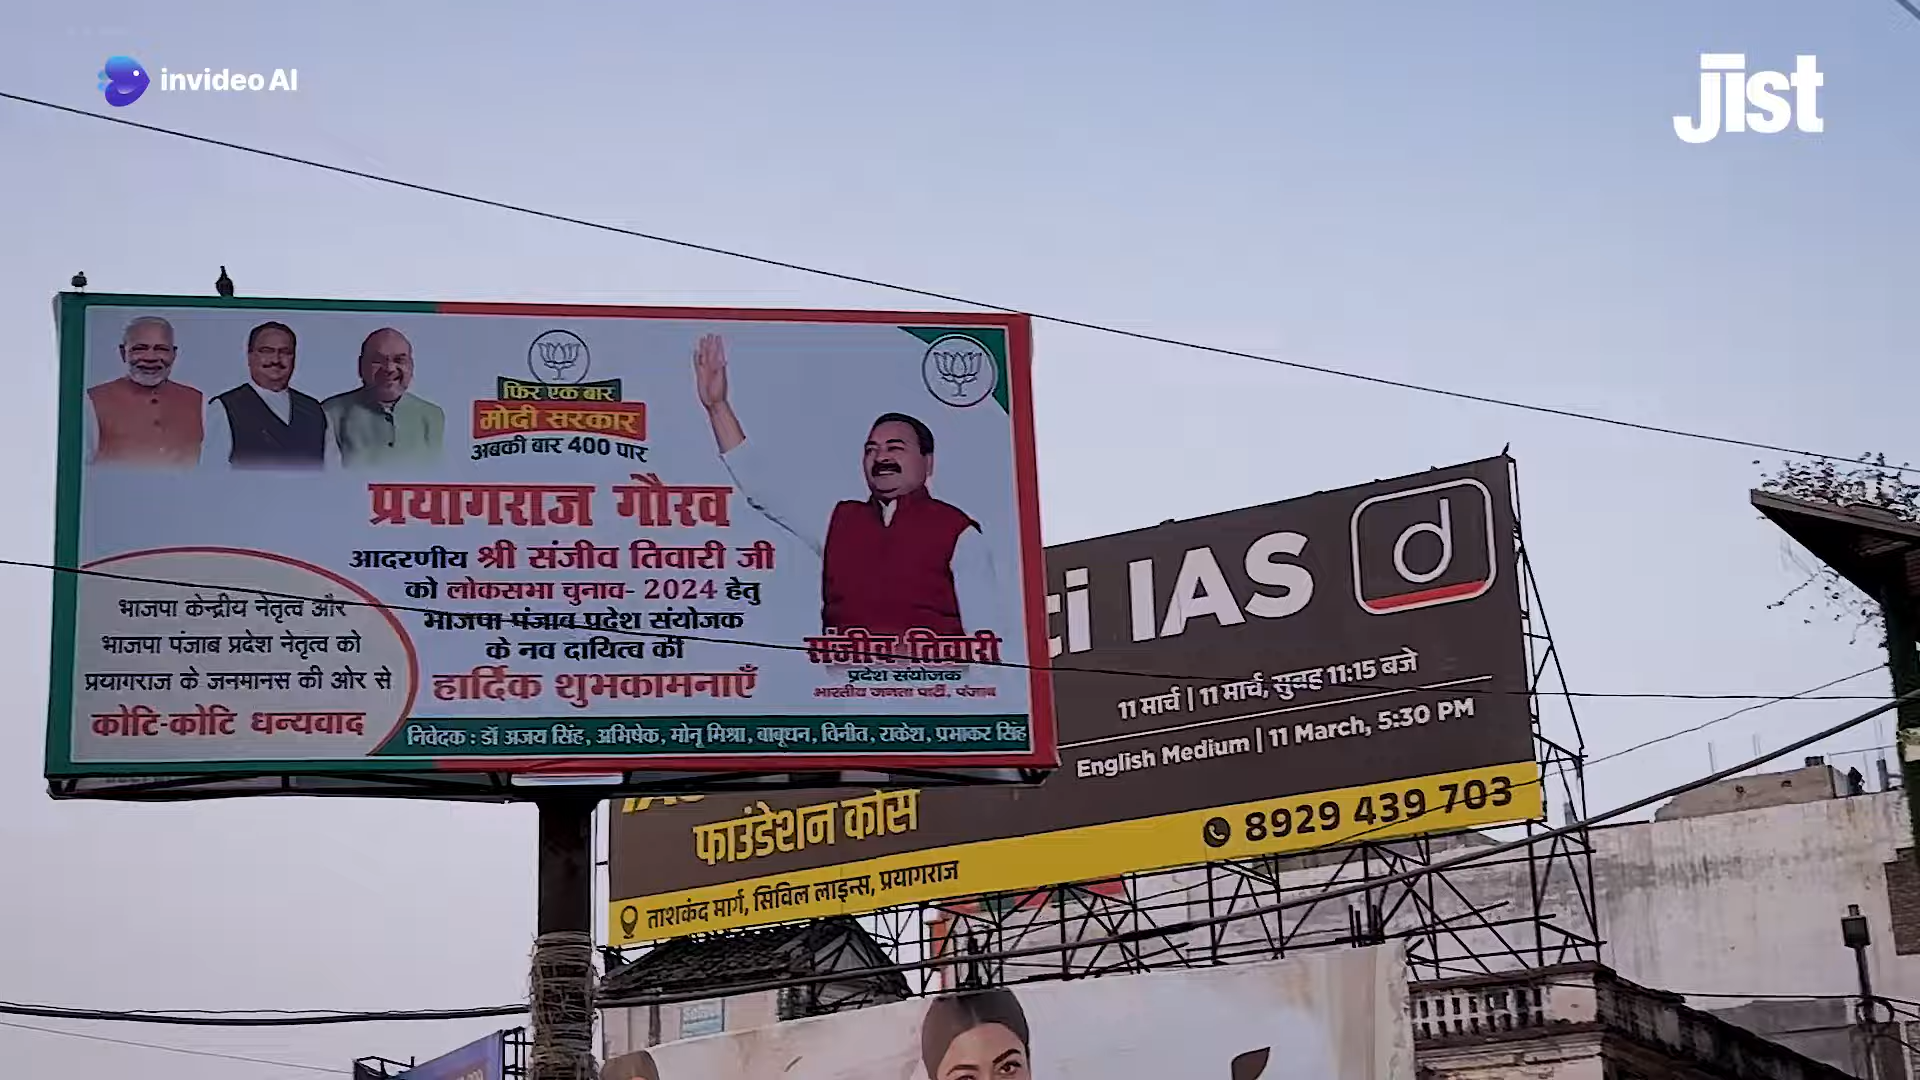 invideo AI
jist
फिर एक बार
मोदी सरकार
अबकी बार 400 पार
प्रयागराज गौरव
आदरणीय श्री संजीव तिवारी जी
को लोकसभा चुनाव- 2024 हेतु
भाजपा पंजाब प्रदेश संयोजक
के नव दायित्व की
हार्दिक शुभकामनाएँ
भाजपा केन्द्रीय नेतृत्व और
भाजपा पंजाब प्रदेश नेतृत्व को
प्रयागराज के जनमानस की ओर से
कोटि-कोटि धन्यवाद
संजीव तिवारी
प्रदेश संयोजक
भारतीय जनता पार्टी, पंजाब
निवेदक : डॉ अजय सिंह, अभिषेक, मोनू मिश्रा, बाबूधन, विनीत, राकेश, प्रभाकर सिंह
IAS
d
11 मार्च | 11 मार्च, सुबह 11:15 बजे
English Medium | 11 March, 5:30 PM
फाउंडेशन कोर्स
8929 439 703
ताशकंद मार्ग, सिविल लाइन्स, प्रयागराज